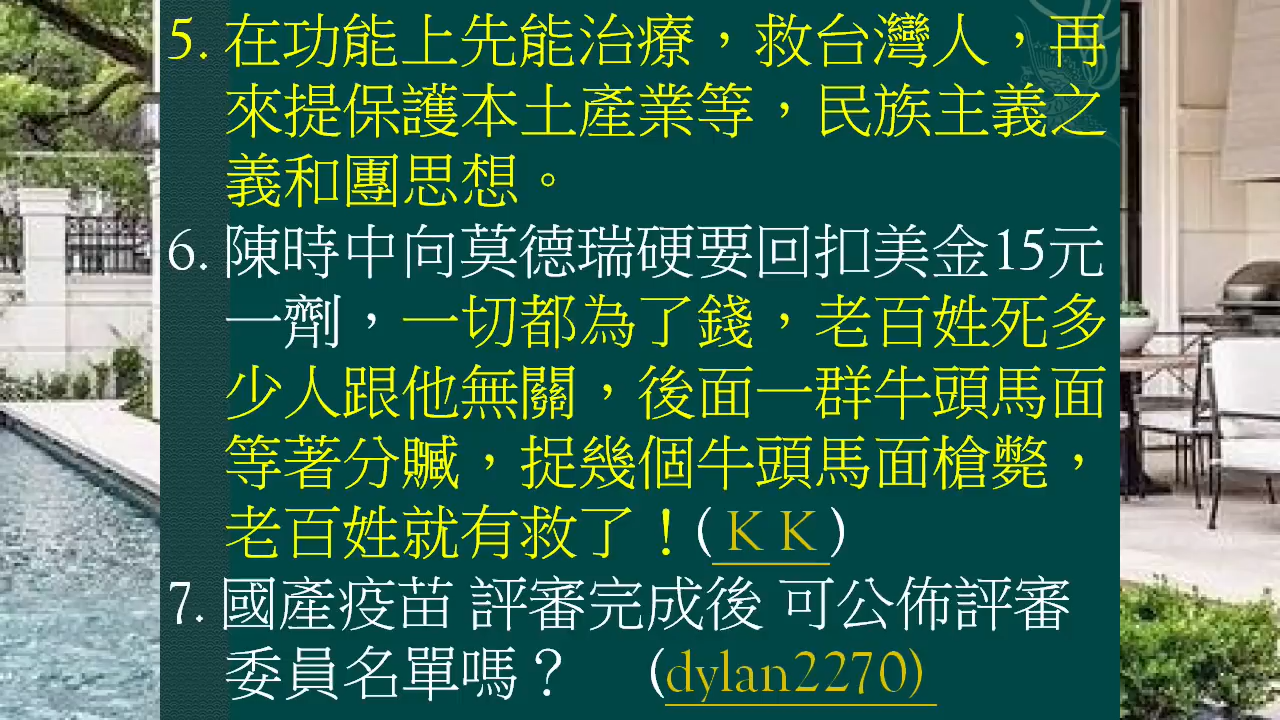 5. 在功能上先能治療，救台灣人，再
來提保護本土產業等，民族主義之
義和團思想。
6. 陳時中向莫德瑞硬要回扣美金15元
一劑，一切都為了錢，老百姓死多
少人跟他無關，後面一群牛頭馬面
等著分贓，捉幾個牛頭馬面槍斃，
老百姓就有救了！(K K)
7. 國產疫苗 評審完成後 可公佈評審
委員名單嗎？ (dylan2270)